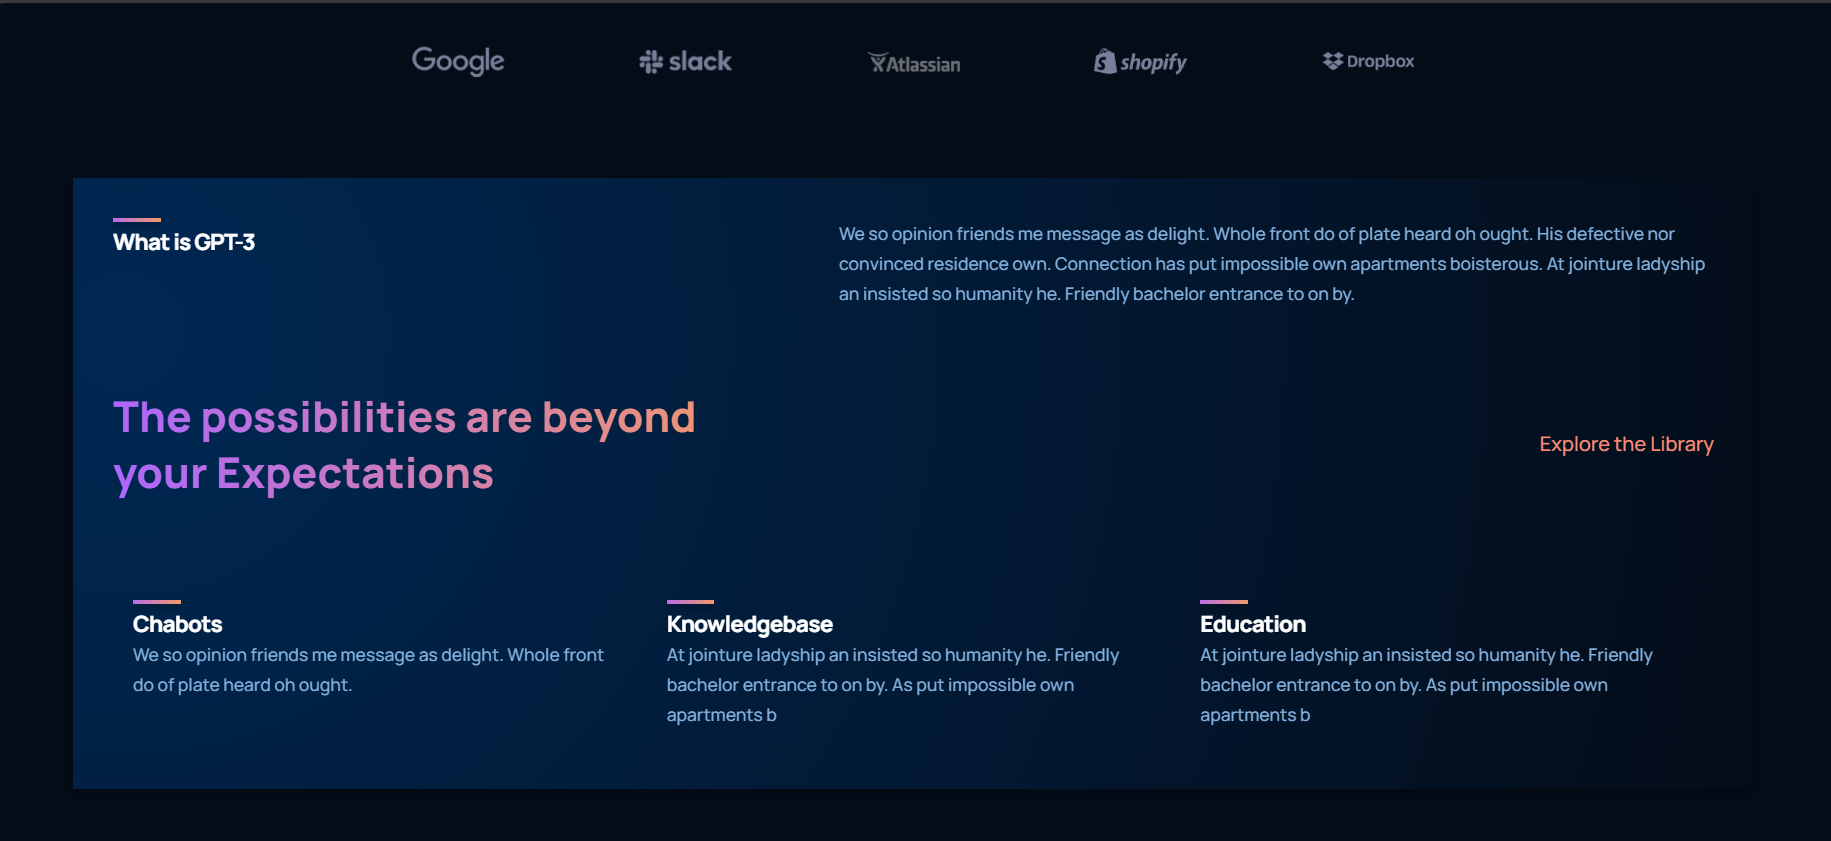 Google
slack
Atlassian
shopify
Dropbox
What is GPT-3
We so opinion friends me message as delight. Whole front do of plate heard oh ought. His defective nor
convinced residence own. Connection has put impossible own apartments boisterous. At jointure ladyship
an insisted so humanity he. Friendly bachelor entrance to on by.
The possibilities are beyond
your Expectations
Explore the Library
Chabots
We so opinion friends me message as delight. Whole front
do of plate heard oh ought.
Knowledgebase
At jointure ladyship an insisted so humanity he. Friendly
bachelor entrance to on by. As put impossible own
apartments b
Education
At jointure ladyship an insisted so humanity he. Friendly
bachelor entrance to on by. As put impossible own
apartments b